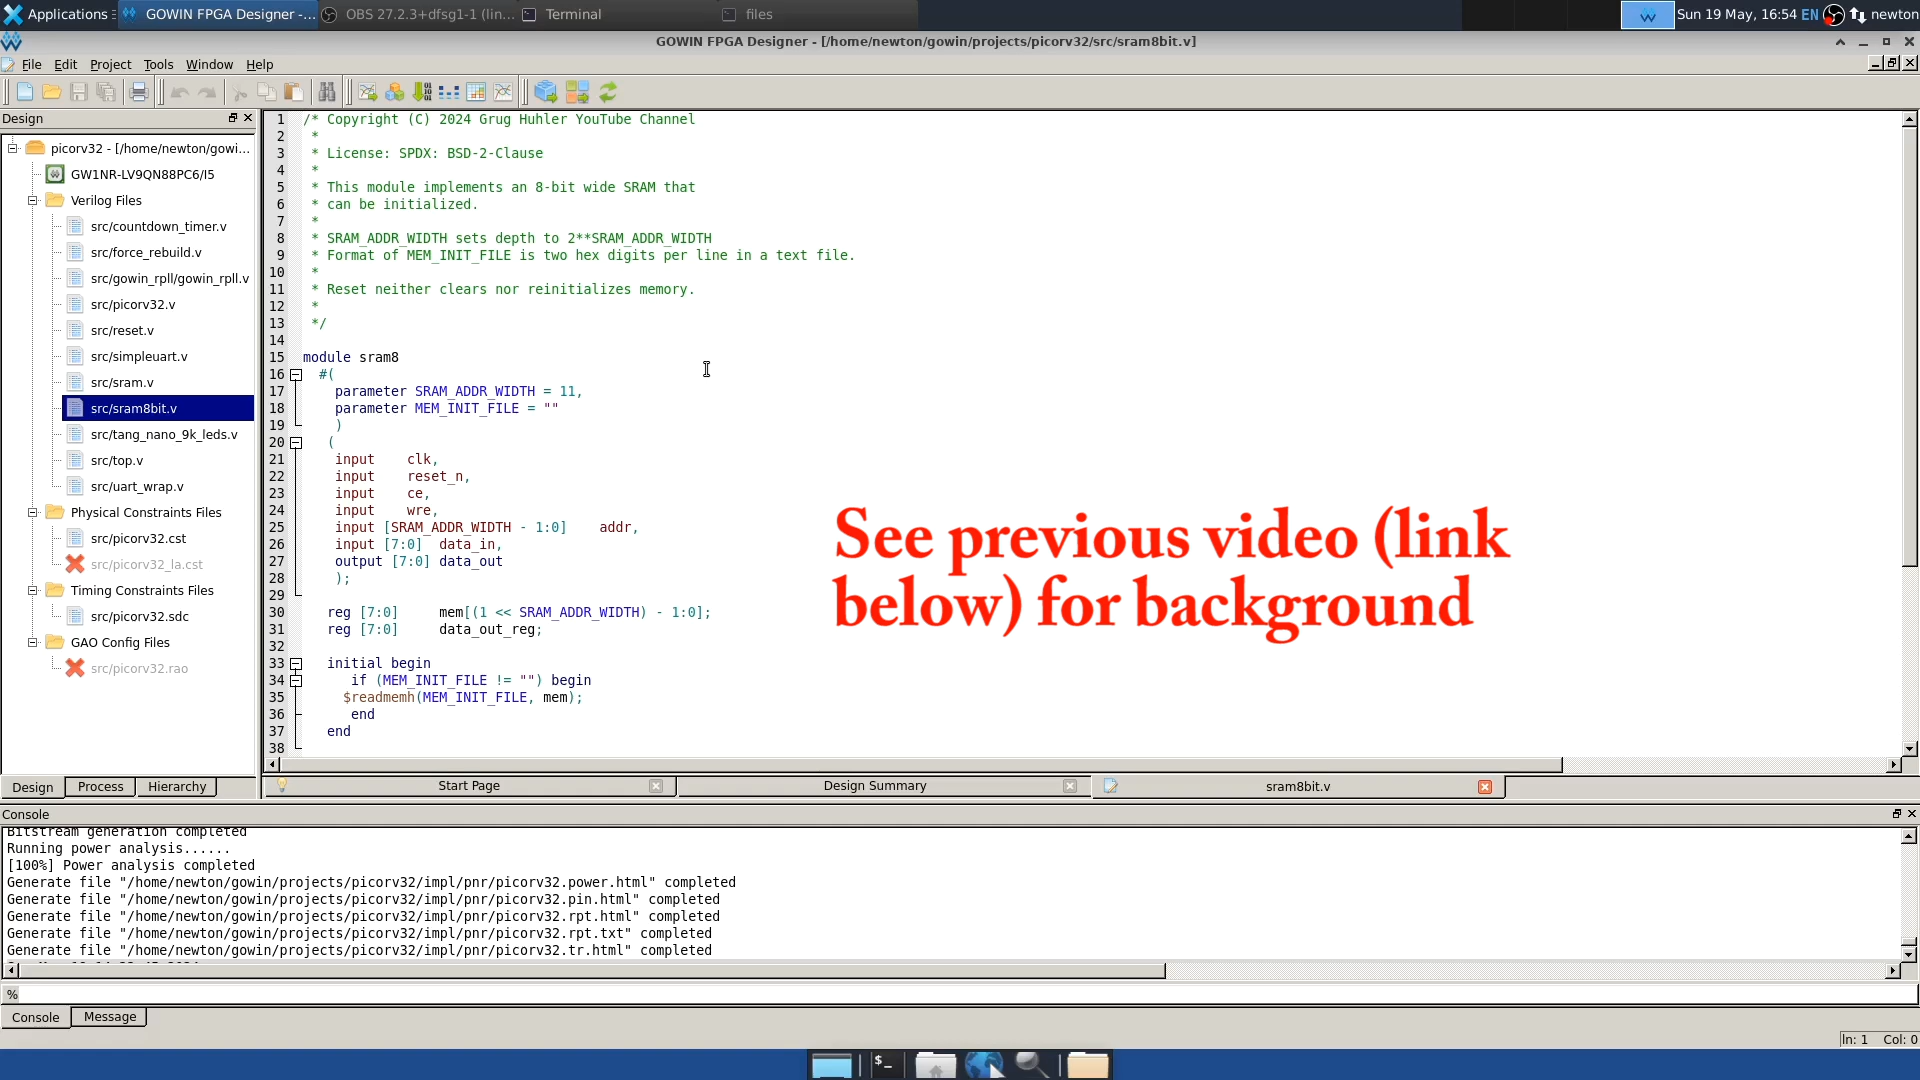 Applications
GOWIN FPGA Designer -...
OBS 27.2.3+dfsg1-1 (lin...
Terminal
files
Sun 19 May, 16:54 EN
newton
GOWIN FPGA Designer - [/home/newton/gowin/projects/picorv32/src/sram8bit.v]
File Edit Project Tools Window Help
Design
picorv32 - [/home/newton/gowi...
GW1NR-LV9QN88PC6/I5
Verilog Files
src/countdown_timer.v
src/force_rebuild.v
src/gowin_rpll/gowin_rpll.v
src/picorv32.v
src/reset.v
src/simpleuart.v
src/sram.v
src/sram8bit.v
src/tang_nano_9k_leds.v
src/top.v
src/uart_wrap.v
Physical Constraints Files
src/picorv32.cst
src/picorv32_la.cst
Timing Constraints Files
src/picorv32.sdc
GAO Config Files
src/picorv32.rao
Design Process Hierarchy
1 /* Copyright (C) 2024 Grug Huhler YouTube Channel
2 *
3 * License: SPDX: BSD-2-Clause
4 *
5 * This module implements an 8-bit wide SRAM that
6 * can be initialized.
7 *
8 * SRAM_ADDR_WIDTH sets depth to 2**SRAM_ADDR_WIDTH
9 * Format of MEM_INIT_FILE is two hex digits per line in a text file.
10 *
11 * Reset neither clears nor reinitializes memory.
12 *
13 */
14
15 module sram8
16 #(
17 parameter SRAM_ADDR_WIDTH = 11,
18 parameter MEM_INIT_FILE = ""
19 )
20 (
21 input clk,
22 input reset_n,
23 input ce,
24 input wre,
25 input [SRAM_ADDR_WIDTH - 1:0] addr,
26 input [7:0] data_in,
27 output [7:0] data_out
28 );
29
30 reg [7:0] mem[(1 << SRAM_ADDR_WIDTH) - 1:0];
31 reg [7:0] data_out_reg;
32
33 initial begin
34 if (MEM_INIT_FILE != "") begin
35 $readmemh(MEM_INIT_FILE, mem);
36 end
37 end
38
See previous video (link
below) for background
Start Page
Design Summary
sram8bit.v
Console
Bitstream generation completed
Running power analysis......
[100%] Power analysis completed
Generate file "/home/newton/gowin/projects/picorv32/impl/pnr/picorv32.power.html" completed
Generate file "/home/newton/gowin/projects/picorv32/impl/pnr/picorv32.pin.html" completed
Generate file "/home/newton/gowin/projects/picorv32/impl/pnr/picorv32.rpt.html" completed
Generate file "/home/newton/gowin/projects/picorv32/impl/pnr/picorv32.rpt.txt" completed
Generate file "/home/newton/gowin/projects/picorv32/impl/pnr/picorv32.tr.html" completed
%
Console Message
ln: 1 Col: 0